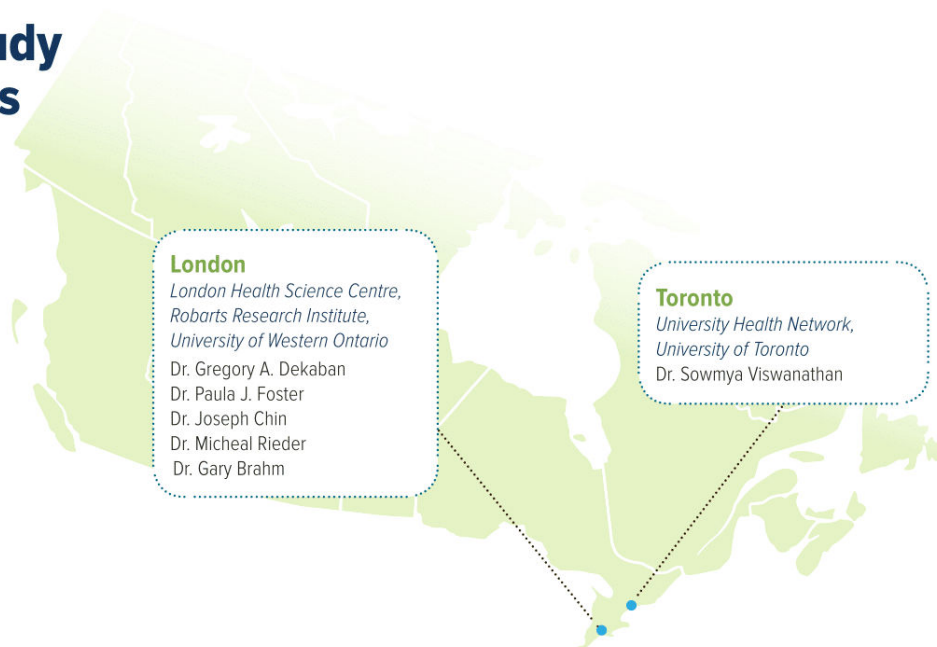 London
London Health Science Centre,
Robarts Research Institute,
University of Western Ontario
Dr. Gregory A. Dekaban
Dr. Paula J. Foster
Dr. Joseph Chin
Dr. Micheal Rieder
Dr. Gary Brahm
Toronto
University Health Network,
University of Toronto
Dr. Sowmya Viswanathan